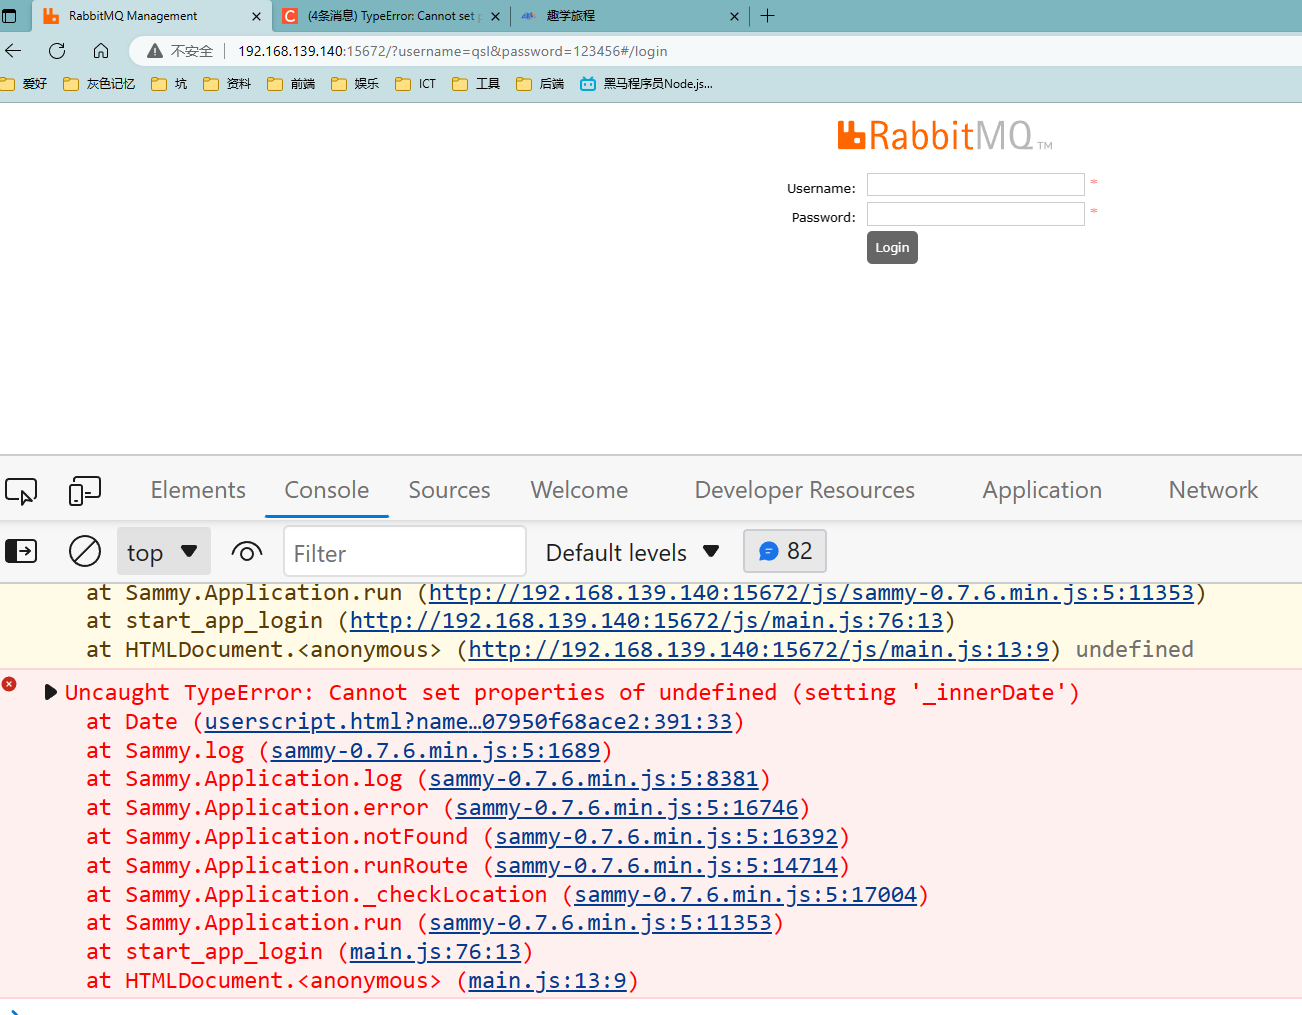 RabbitMQ Management
(4条消息) TypeError: Cannot set
趣学旅程
不安全
192.168.139.140:15672/?username=qsl&password=123456#/login
爱好
灰色记忆
坑
资料
前端
娱乐
ICT
工具
后端
黑马程序员Node.js...
RabbitMQ TM
Username:
*
Password:
*
Login
Elements
Console
Sources
Welcome
Developer Resources
Application
Network
top
Filter
Default levels
82
at Sammy.Application.run (http://192.168.139.140:15672/js/sammy-0.7.6.min.js:5:11353)
at start_app_login (http://192.168.139.140:15672/js/main.js:76:13)
at HTMLDocument.<anonymous> (http://192.168.139.140:15672/js/main.js:13:9) undefined
Uncaught TypeError: Cannot set properties of undefined (setting '_innerDate')
at Date (userscript.html?name…07950f68ace2:391:33)
at Sammy.log (sammy-0.7.6.min.js:5:1689)
at Sammy.Application.log (sammy-0.7.6.min.js:5:8381)
at Sammy.Application.error (sammy-0.7.6.min.js:5:16746)
at Sammy.Application.notFound (sammy-0.7.6.min.js:5:16392)
at Sammy.Application.runRoute (sammy-0.7.6.min.js:5:14714)
at Sammy.Application._checkLocation (sammy-0.7.6.min.js:5:17004)
at Sammy.Application.run (sammy-0.7.6.min.js:5:11353)
at start_app_login (main.js:76:13)
at HTMLDocument.<anonymous> (main.js:13:9)